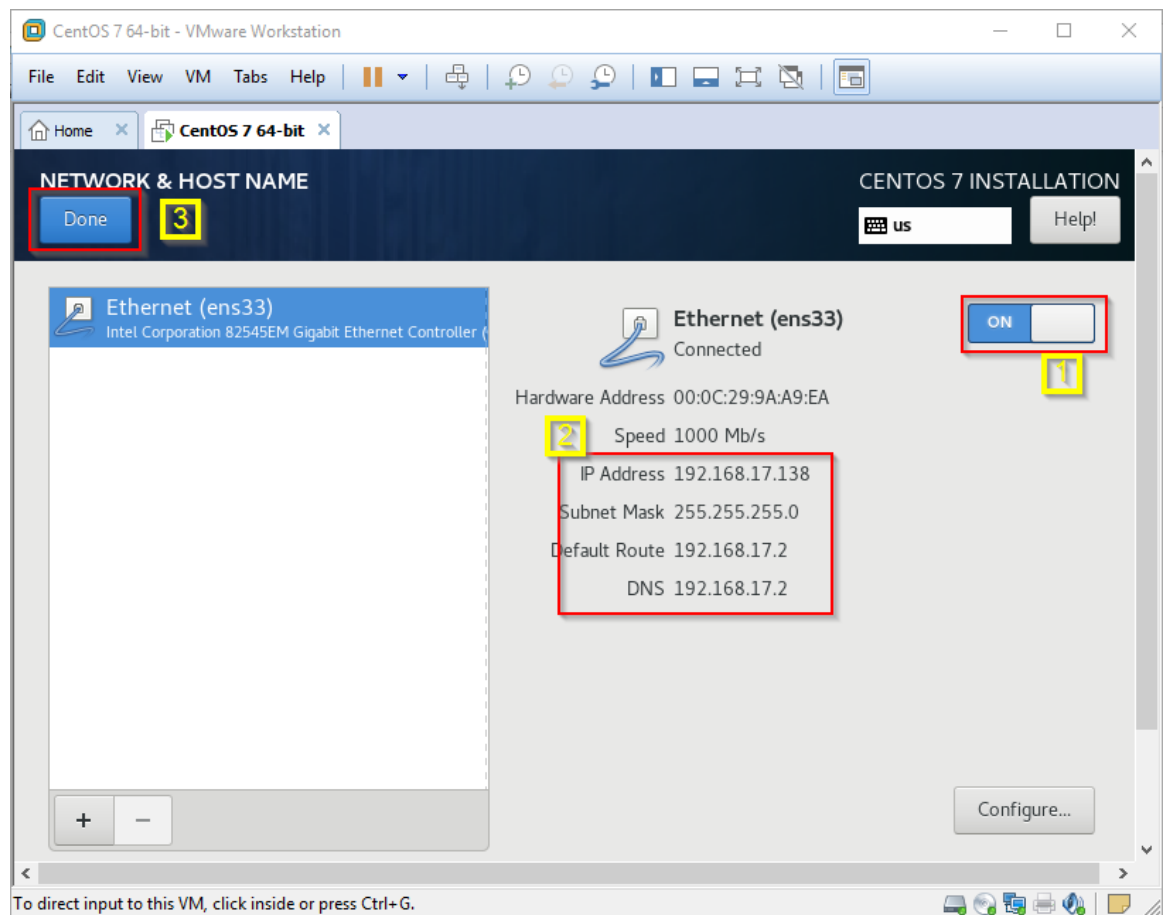 CentOS 7 64-bit - VMware Workstation
File Edit View VM Tabs Help
Home CentOS 7 64-bit
NETWORK & HOST NAME
CENTOS 7 INSTALLATION
Done
3
us
Help!
Ethernet (ens33)
Intel Corporation 82545EM Gigabit Ethernet Controller (
Ethernet (ens33)
Connected
ON
1
Hardware Address 00:0C:29:9A:A9:EA
2
Speed 1000 Mb/s
IP Address 192.168.17.138
Subnet Mask 255.255.255.0
Default Route 192.168.17.2
DNS 192.168.17.2
+ −
Configure...
To direct input to this VM, click inside or press Ctrl+G.